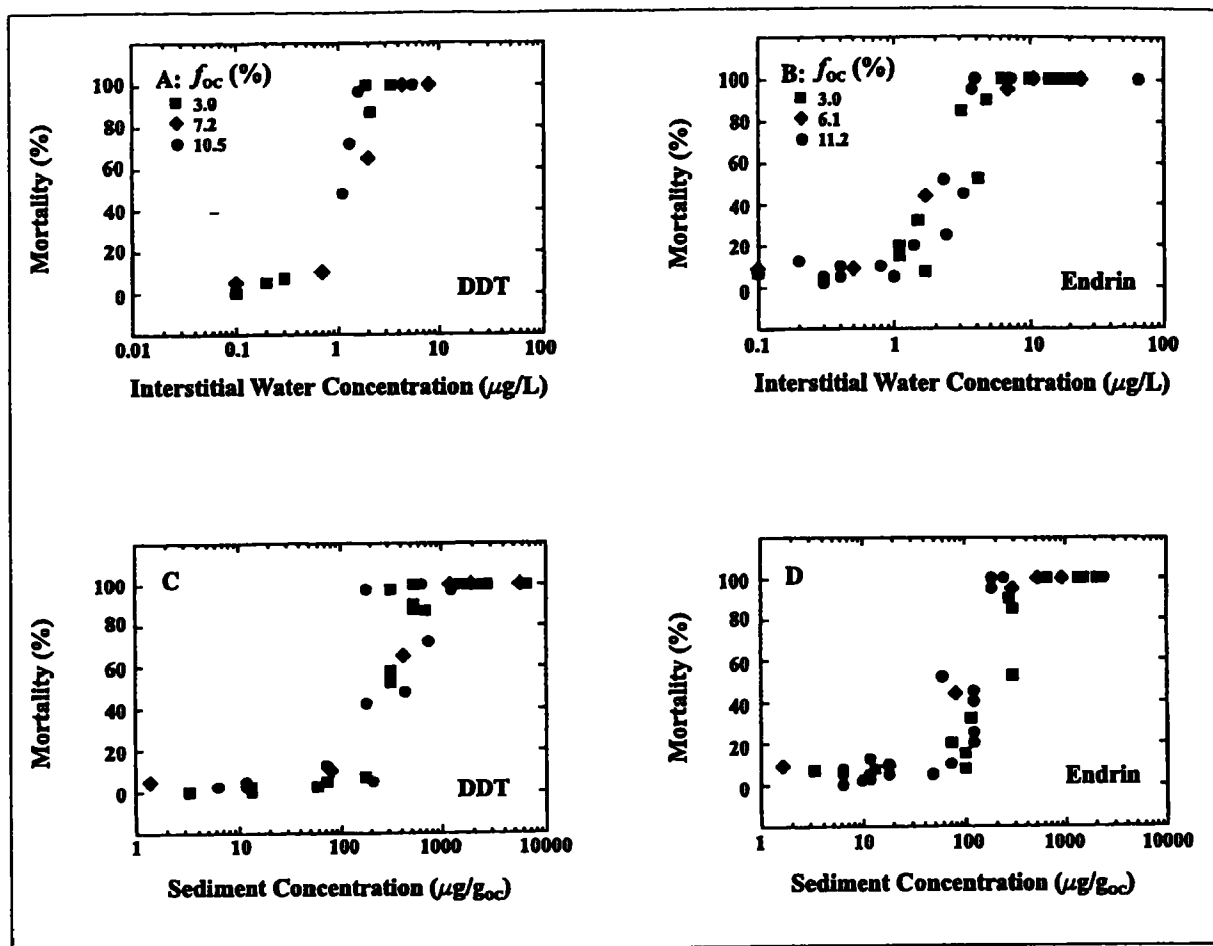 A: foc (%)
■ 3.0
◆ 7.2
● 10.5
Mortality (%)
100
80
60
40
20
0
DDT
0.01 0.1 1 10 100
Interstitial Water Concentration (μg/L)
B: foc (%)
■ 3.0
◆ 6.1
● 11.2
Mortality (%)
100
80
60
40
20
0
Endrin
0.1 1 10 100
Interstitial Water Concentration (μg/L)
C
Mortality (%)
100
80
60
40
20
0
DDT
1 10 100 1000 10000
Sediment Concentration (μg/goc)
D
Mortality (%)
100
80
60
40
20
0
Endrin
1 10 100 1000 10000
Sediment Concentration (μg/goc)